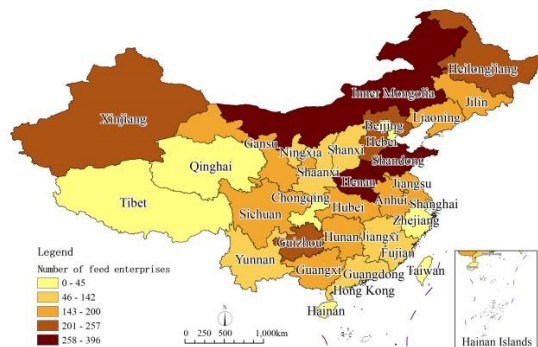 Heilongjiang
Inner Mongolia
Jilin
Xinjiang
Liaoning
Beijing
Gansu
Hebei
Ningxia
Shanxi
Qinghai
Shandong
Shaanxi
Henan
Jiangsu
Tibet
Chongqing
Anhui
Shanghai
Hubei
Sichuan
Zhejiang
Hunan
Jiangxi
Guizhou
Fujian
Yunnan
Guangxi
Guangdong
Taiwan
Hong Kong
Hainan
Legend
Number of feed enterprises
0 - 45
46 - 142
143 - 200
201 - 257
258 - 396
N
0 250 500 1,000km
Hainan Islands